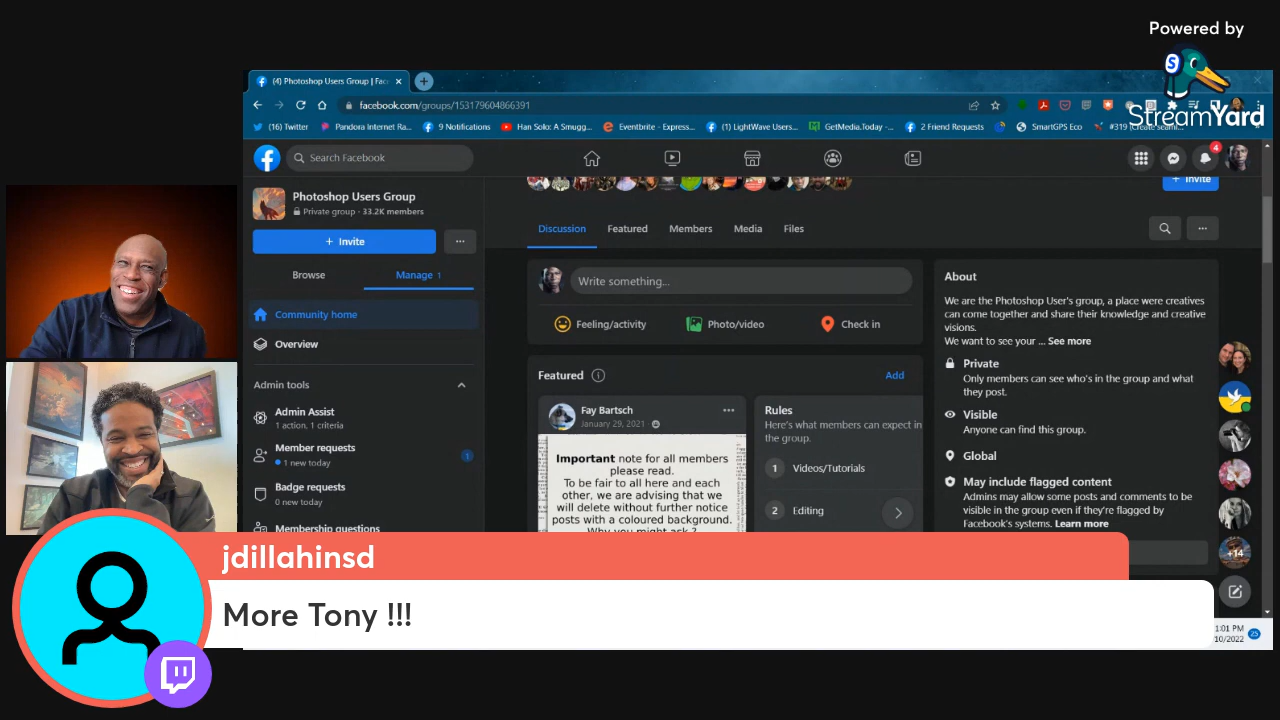 Powered by
StreamYard
(4) Photoshop Users Group | Fac
facebook.com/groups/153179604866391
(16) Twitter
Pandora Internet Ra...
9 Notifications
Han Solo: A Smugg...
Eventbrite - Express...
(1) LightWave Users...
GetMedia.Today -...
2 Friend Requests
SmartGPS Eco
Search Facebook
4
Photoshop Users Group
Private group · 33.2K members
+ Invite
Browse
Manage 1
Community home
Overview
Admin tools
Admin Assist
1 action, 1 criteria
Member requests
1 new today
1
Badge requests
0 new today
Membership questions
+ Invite
Discussion
Featured
Members
Media
Files
Write something...
Feeling/activity
Photo/video
Check in
Featured
Add
Fay Bartsch
January 29, 2021
Important note for all members
please read.
To be fair to all here and each
other, we are advising that we
will delete without further notice
posts with a coloured background.
Why you might ask ?
Rules
Here's what members can expect in
the group.
1 Videos/Tutorials
2 Editing
About
We are the Photoshop User's group, a place were creatives
can come together and share their knowledge and creative
visions.
We want to see your ... See more
Private
Only members can see who's in the group and what
they post.
Visible
Anyone can find this group.
Global
May include flagged content
Admins may allow some posts and comments to be
visible in the group even if they're flagged by
Facebook's systems. Learn more
+14
1:01 PM
10/2022
25
jdillahinsd
More Tony !!!